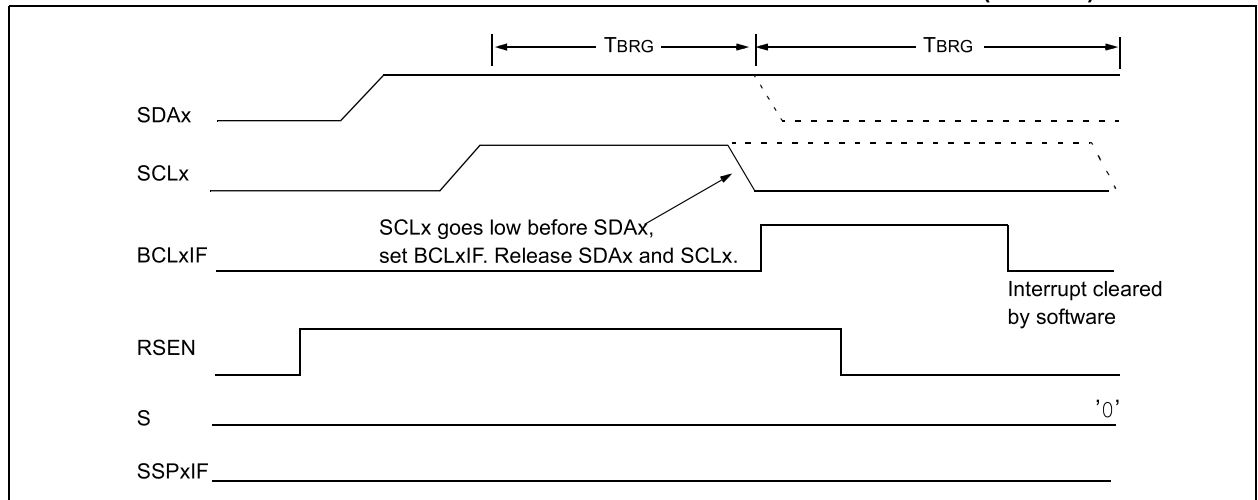 TBRG TBRG
SDAx
SCLx
SCLx goes low before SDAx,
set BCLxIF. Release SDAx and SCLx.
BCLxIF
Interrupt cleared
by software
RSEN
S '0'
SSPxIF